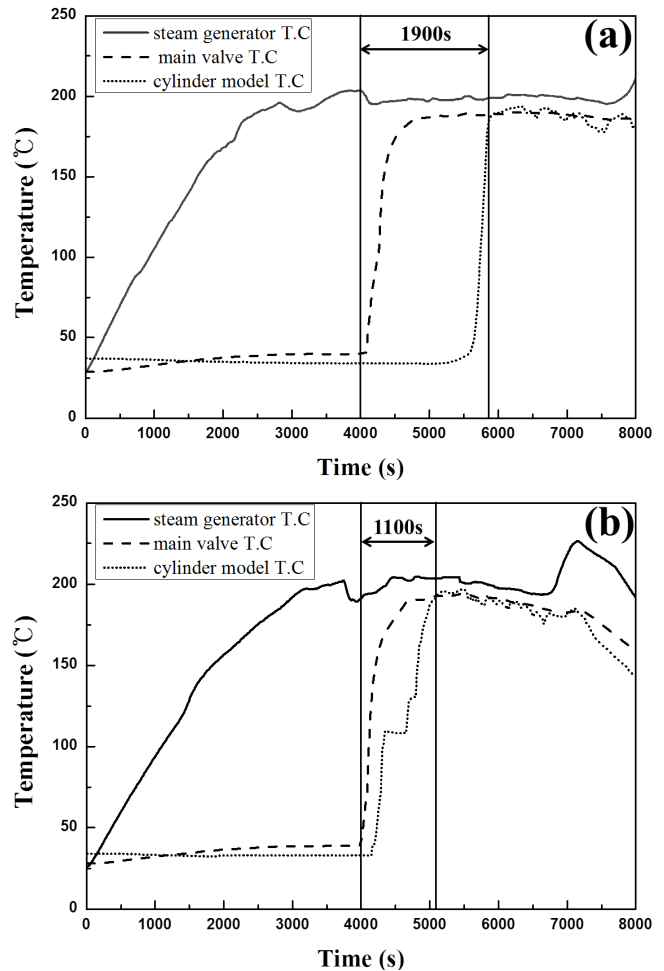 250
200
150
100
50
0
Temperature (℃)
steam generator T.C
main valve T.C
cylinder model T.C
1900s
(a)
0 1000 2000 3000 4000 5000 6000 7000 8000
Time (s)
250
200
150
100
50
0
Temperature (℃)
steam generator T.C
main valve T.C
cylinder model T.C
1100s
(b)
0 1000 2000 3000 4000 5000 6000 7000 8000
Time (s)